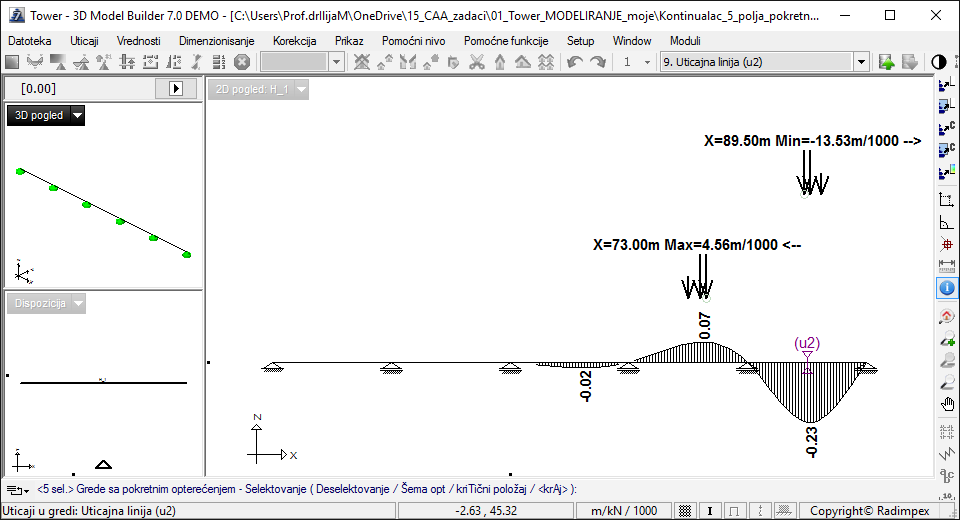 Tower - 3D Model Builder 7.0 DEMO - [C:\Users\Prof.drIlijaM\OneDrive\15_CAA_zadaci\01_Tower_MODELIRANJE_moje\Kontinualac_5_polja_pokretn...
Datoteka Uticaji Vrednosti Dimenzionisanje Korekcija Prikaz Pomoćni nivo Pomoćne funkcije Setup Window Moduli
1 9. Uticajna linija (u2)
[0.00]
2D pogled: H_1
3D pogled
X=89.50m Min=-13.53m/1000 -->
X=73.00m Max=4.56m/1000 <--
Dispozicija
0.07
(u2)
-0.02
-0.23
Z
X
<5 sel.> Grede sa pokretnim opterećenjem - Selektovanje ( Deselektovanje / Šema opt / kriTični položaj / <krAj> ):
Uticaji u gredi: Uticajna linija (u2) -2.63 , 45.32 m/kN / 1000 Copyright© Radimpex